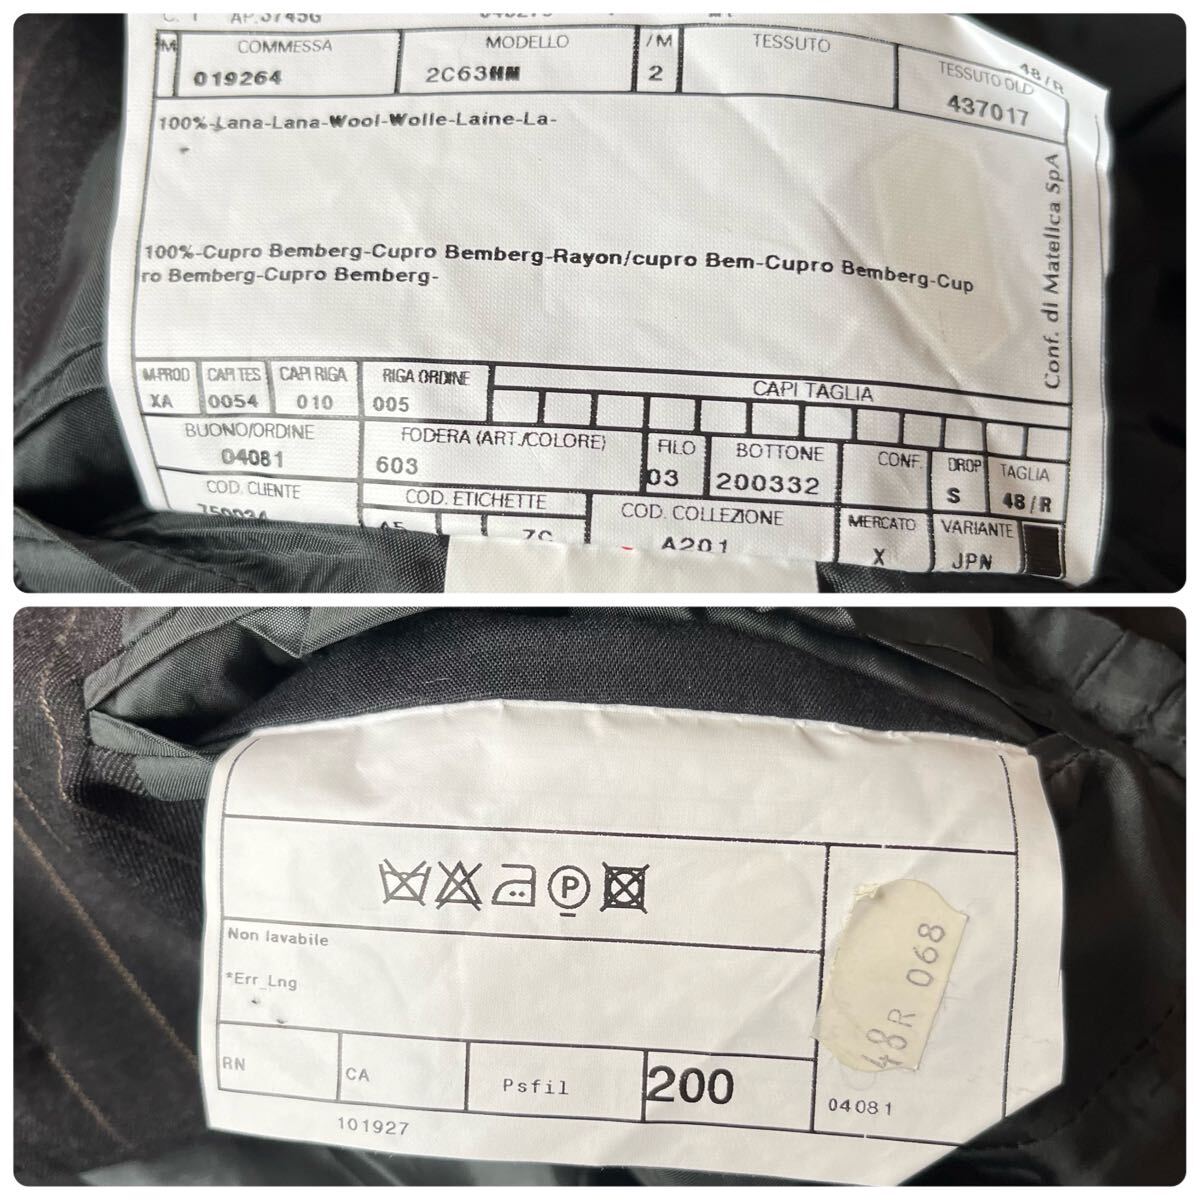 COMMESSA
019264
MODELLO
2C63MM
/M
2
TESSUTO
48/R
TESSUTO OLD
437017
100%-Lana-Lana-Wool-Wolle-Laine-La-
100%-Cupro Bemberg-Cupro Bemberg-Rayon/cupro Bem-Cupro Bemberg-Cup
ro Bemberg-Cupro Bemberg-
Conf. di Matelica SpA
M-PROD
XA
CAPI TES
0054
CAPI RIGA
010
RIGA ORDINE
005
CAPI TAGLIA
BUONO/ORDINE
04081
FODERA (ART./COLORE)
603
FILO
03
BOTTONE
200332
CONF.
DROP
S
TAGLIA
48/R
COD. CLIENTE
COD. ETICHETTE
COD. COLLEZIONE
A201
MERCATO
X
VARIANTE
JPN
P
Non lavabile
*Err_Lng
RN
CA
Psfil
200
04081
101927
48R 068